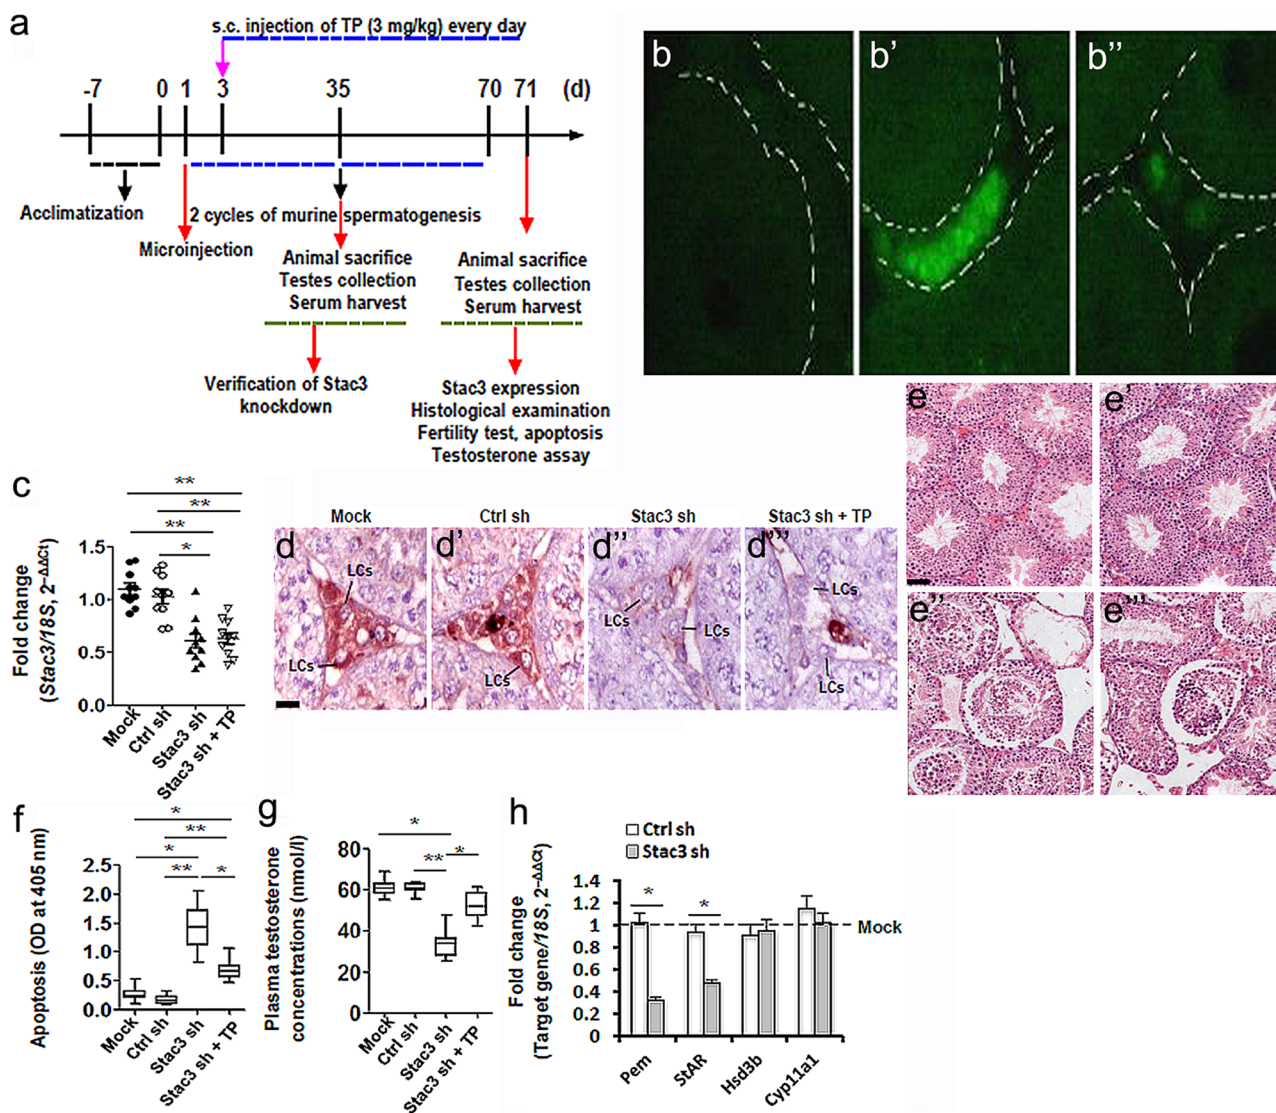 a
s.c. injection of TP (3 mg/kg) every day
-7 0 1 3 35 70 71 (d)
Acclimatization
2 cycles of murine spermatogenesis
Microinjection
Animal sacrifice
Testes collection
Serum harvest
Animal sacrifice
Testes collection
Serum harvest
Verification of Stac3
knockdown
Stac3 expression
Histological examination
Fertility test, apoptosis
Testosterone assay
b b' b''
c
** 
**
**
*
Fold change
(Stac3/18S, 2-ΔΔCt)
1.5
1.0
0.5
0.0
Mock
Ctrl sh
Stac3 sh
Stac3 sh + TP
Mock Ctrl sh Stac3 sh Stac3 sh + TP
d d' d'' d'''
LCs
LCs
LCs
LCs
LCs
LCs
LCs
e e'
e'' e'''
f
*
**
*
** *
Apoptosis (OD at 405 nm)
2.5
2.0
1.5
1.0
0.5
0.0
Mock
Ctrl sh
Stac3 sh
Stac3 sh + TP
g
*
** *
Plasma testosterone
concentrations (nmol/l)
80
60
40
20
0
Mock
Ctrl sh
Stac3 sh
Stac3 sh + TP
h
Ctrl sh
Stac3 sh
Fold change
(Target gene/18S, 2-ΔΔCt)
1.4
1.2
1
0.8
0.6
0.4
0.2
0
* *
Mock
Pem
StAR
Hsd3b
Cyp11a1